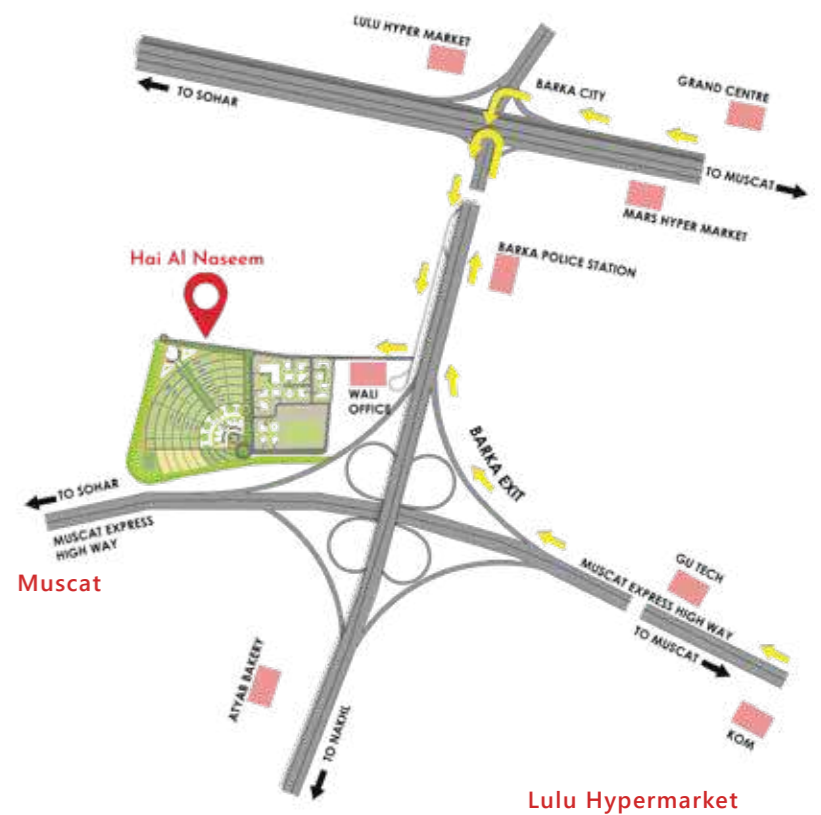 LULU HYPER MARKET
BARKA CITY
GRAND CENTRE
TO SOHAR
TO MUSCAT
MARS HYPER MARKET
BARKA POLICE STATION
Hai Al Naseem
WALI
OFFICE
BARKA EXIT
TO SOHAR
MUSCAT EXPRESS
HIGH WAY
Muscat
GU TECH
MUSCAT EXPRESS HIGH WAY
TO MUSCAT
ATYAB BAKERY
TO NAKHL
KOM
Lulu Hypermarket